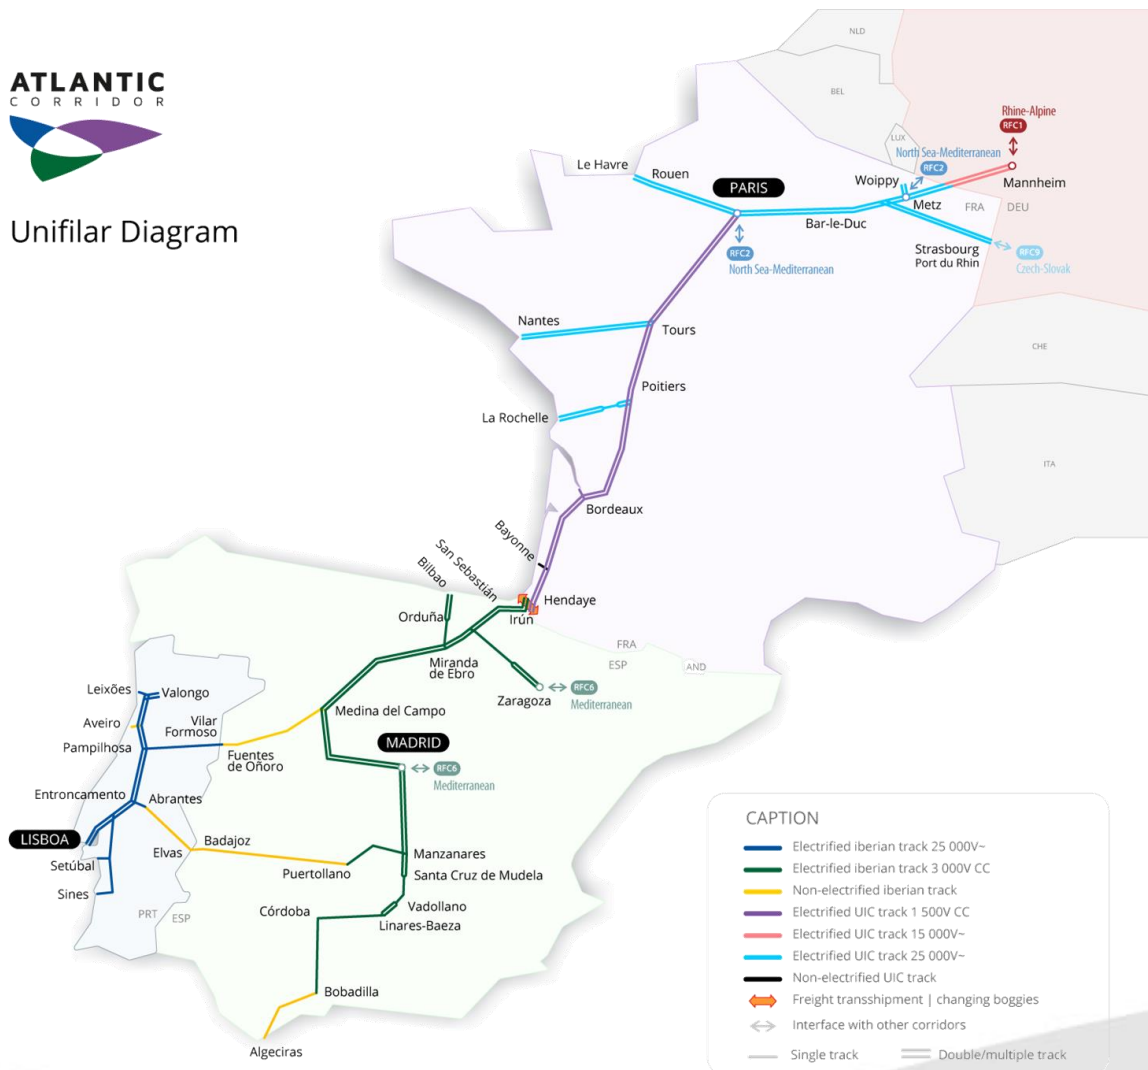 ATLANTIC
CORRIDOR
Unifilar Diagram
NLD
BEL
LUX
Rhine-Alpine
RFC1
North Sea-Mediterranean
RFC2
Le Havre
Rouen
PARIS
Woippy
Metz
Mannheim
FRA
DEU
Bar-le-Duc
Strasbourg
Port du Rhin
RFC9
Czech-Slovak
RFC2
North Sea-Mediterranean
Nantes
Tours
CHE
Poitiers
La Rochelle
ITA
Bordeaux
Bayonne
San Sebastián
Bilbao
Hendaye
Orduña
Irún
FRA
ESP
AND
Miranda
de Ebro
Zaragoza
RFC6
Mediterranean
Leixões
Valongo
Aveiro
Vilar
Formoso
Medina del Campo
Pampilhosa
Fuentes
de Oñoro
MADRID
RFC6
Mediterranean
Entroncamento
Abrantes
LISBOA
Elvas
Badajoz
Setúbal
Puertollano
Manzanares
Santa Cruz de Mudela
Sines
PRT
ESP
Córdoba
Vadollano
Linares-Baeza
Bobadilla
Algeciras
CAPTION
Electrified iberian track 25 000V~
Electrified iberian track 3 000V CC
Non-electrified iberian track
Electrified UIC track 1 500V CC
Electrified UIC track 15 000V~
Electrified UIC track 25 000V~
Non-electrified UIC track
Freight transshipment | changing boggies
Interface with other corridors
Single track
Double/multiple track